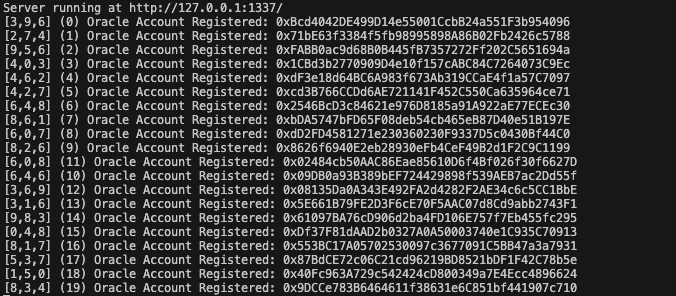 Server running at http://127.0.0.1:1337/
[3,9,6] (0) Oracle Account Registered: 0xBcd4042DE499D14e55001CcbB24a551F3b954096
[2,7,4] (1) Oracle Account Registered: 0x71bE63f3384f5fb98995898A86B02Fb2426c5788
[9,5,6] (2) Oracle Account Registered: 0xFABB0ac9d68B0B445fB7357272Ff202C5651694a
[4,0,3] (3) Oracle Account Registered: 0x1CBd3b2770909D4e10f157cABC84C7264073C9Ec
[4,6,2] (4) Oracle Account Registered: 0xdF3e18d64BC6A983f673Ab319CCaE4f1a57C7097
[4,2,7] (5) Oracle Account Registered: 0xcd3B766CCDd6AE721141F452C550Ca635964ce71
[6,4,8] (6) Oracle Account Registered: 0x2546BcD3c84621e976D8185a91A922aE77ECEc30
[8,6,1] (7) Oracle Account Registered: 0xbDA5747bFD65F08deb54cb465eB87D40e51B197E
[6,0,7] (8) Oracle Account Registered: 0xdD2FD4581271e230360230F9337D5c0430Bf44C0
[8,2,6] (9) Oracle Account Registered: 0x8626f6940E2eb28930eFb4CeF49B2d1F2C9C1199
[6,0,8] (11) Oracle Account Registered: 0x02484cb50AAC86Eae85610D6f4Bf026f30f6627D
[6,4,6] (10) Oracle Account Registered: 0x09DB0a93B389bEF724429898f539AEB7ac2Dd55f
[3,6,9] (12) Oracle Account Registered: 0x08135Da0A343E492FA2d4282F2AE34c6c5CC1BbE
[3,1,6] (13) Oracle Account Registered: 0x5E661B79FE2D3F6cE70F5AAC07d8Cd9abb2743F1
[9,8,3] (14) Oracle Account Registered: 0x61097BA76cD906d2ba4FD106E757f7Eb455fc295
[0,4,8] (15) Oracle Account Registered: 0xDf37F81dAAD2b0327A0A50003740e1C935C70913
[8,1,7] (16) Oracle Account Registered: 0x553BC17A05702530097c3677091C5BB47a3a7931
[5,3,7] (17) Oracle Account Registered: 0x87BdCE72c06C21cd96219BD8521bDF1F42C78b5e
[1,5,0] (18) Oracle Account Registered: 0x40Fc963A729c542424cD800349a7E4Ecc4896624
[8,3,4] (19) Oracle Account Registered: 0x9DCCe783B6464611f38631e6C851bf441907c710